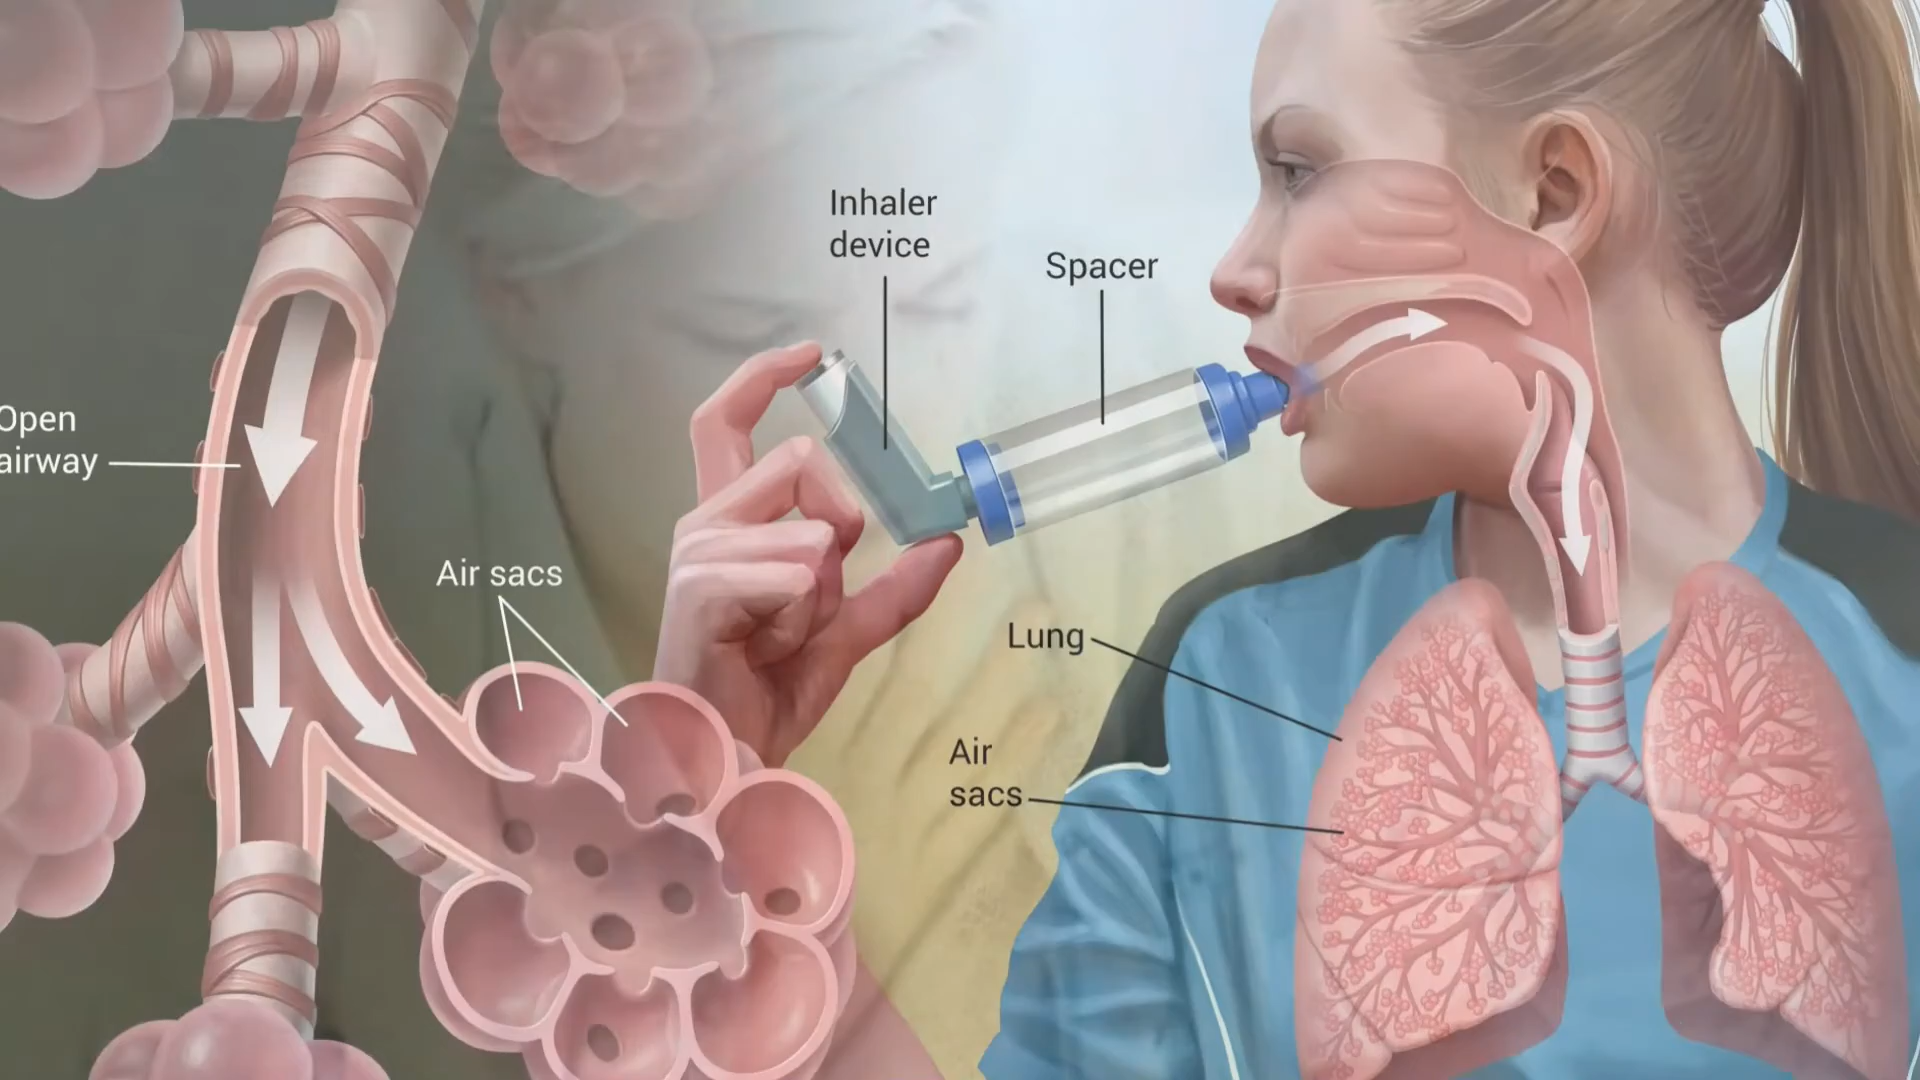 Inhaler
device
Spacer
Open
airway
Air sacs
Lung
Air
sacs